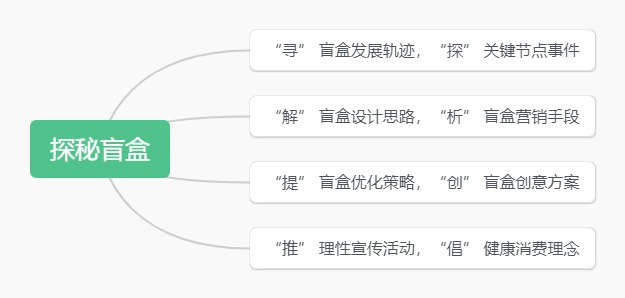 探秘盲盒
“寻” 盲盒发展轨迹，“探” 关键节点事件
“解” 盲盒设计思路，“析” 盲盒营销手段
“提” 盲盒优化策略，“创” 盲盒创意方案
“推” 理性宣传活动，“倡” 健康消费理念